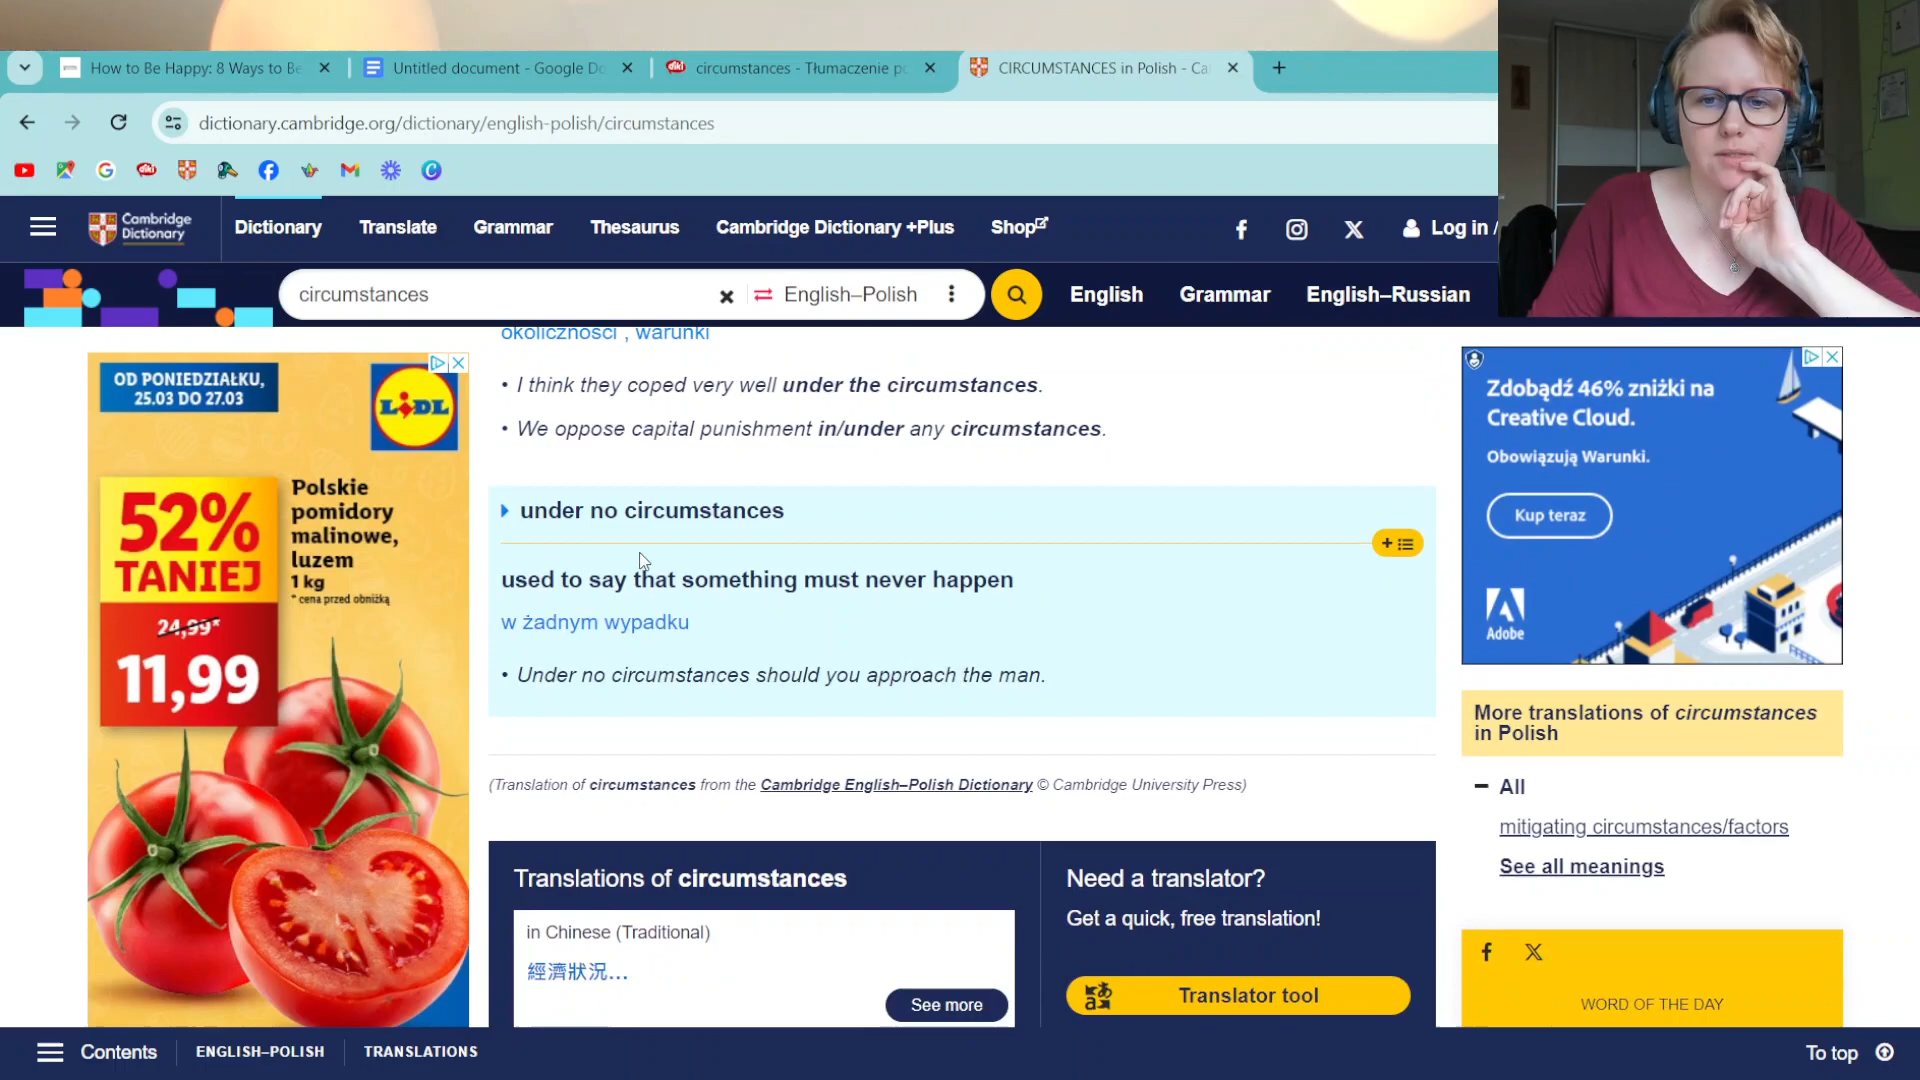 How to Be Happy: 8 Ways to Be
Untitled document - Google Do
circumstances - Tłumaczenie po
CIRCUMSTANCES in Polish - Ca
dictionary.cambridge.org/dictionary/english-polish/circumstances
Cambridge
Dictionary
Dictionary
Translate
Grammar
Thesaurus
Cambridge Dictionary +Plus
Shop
Log in /
circumstances
English–Polish
English
Grammar
English–Russian
okoliczności , warunki
• I think they coped very well under the circumstances.
• We oppose capital punishment in/under any circumstances.
under no circumstances
used to say that something must never happen
w żadnym wypadku
• Under no circumstances should you approach the man.
(Translation of circumstances from the Cambridge English–Polish Dictionary © Cambridge University Press)
Translations of circumstances
in Chinese (Traditional)
經濟狀況…
See more
Need a translator?
Get a quick, free translation!
Translator tool
OD PONIEDZIAŁKU,
25.03 DO 27.03
LIDL
52%
TANIEJ
24,99*
11,99
Polskie
pomidory
malinowe,
luzem
1 kg
* cena przed obniżką
Zdobądź 46% zniżki na
Creative Cloud.
Obowiązują Warunki.
Kup teraz
Adobe
More translations of circumstances
in Polish
All
mitigating circumstances/factors
See all meanings
WORD OF THE DAY
Contents
ENGLISH–POLISH
TRANSLATIONS
To top